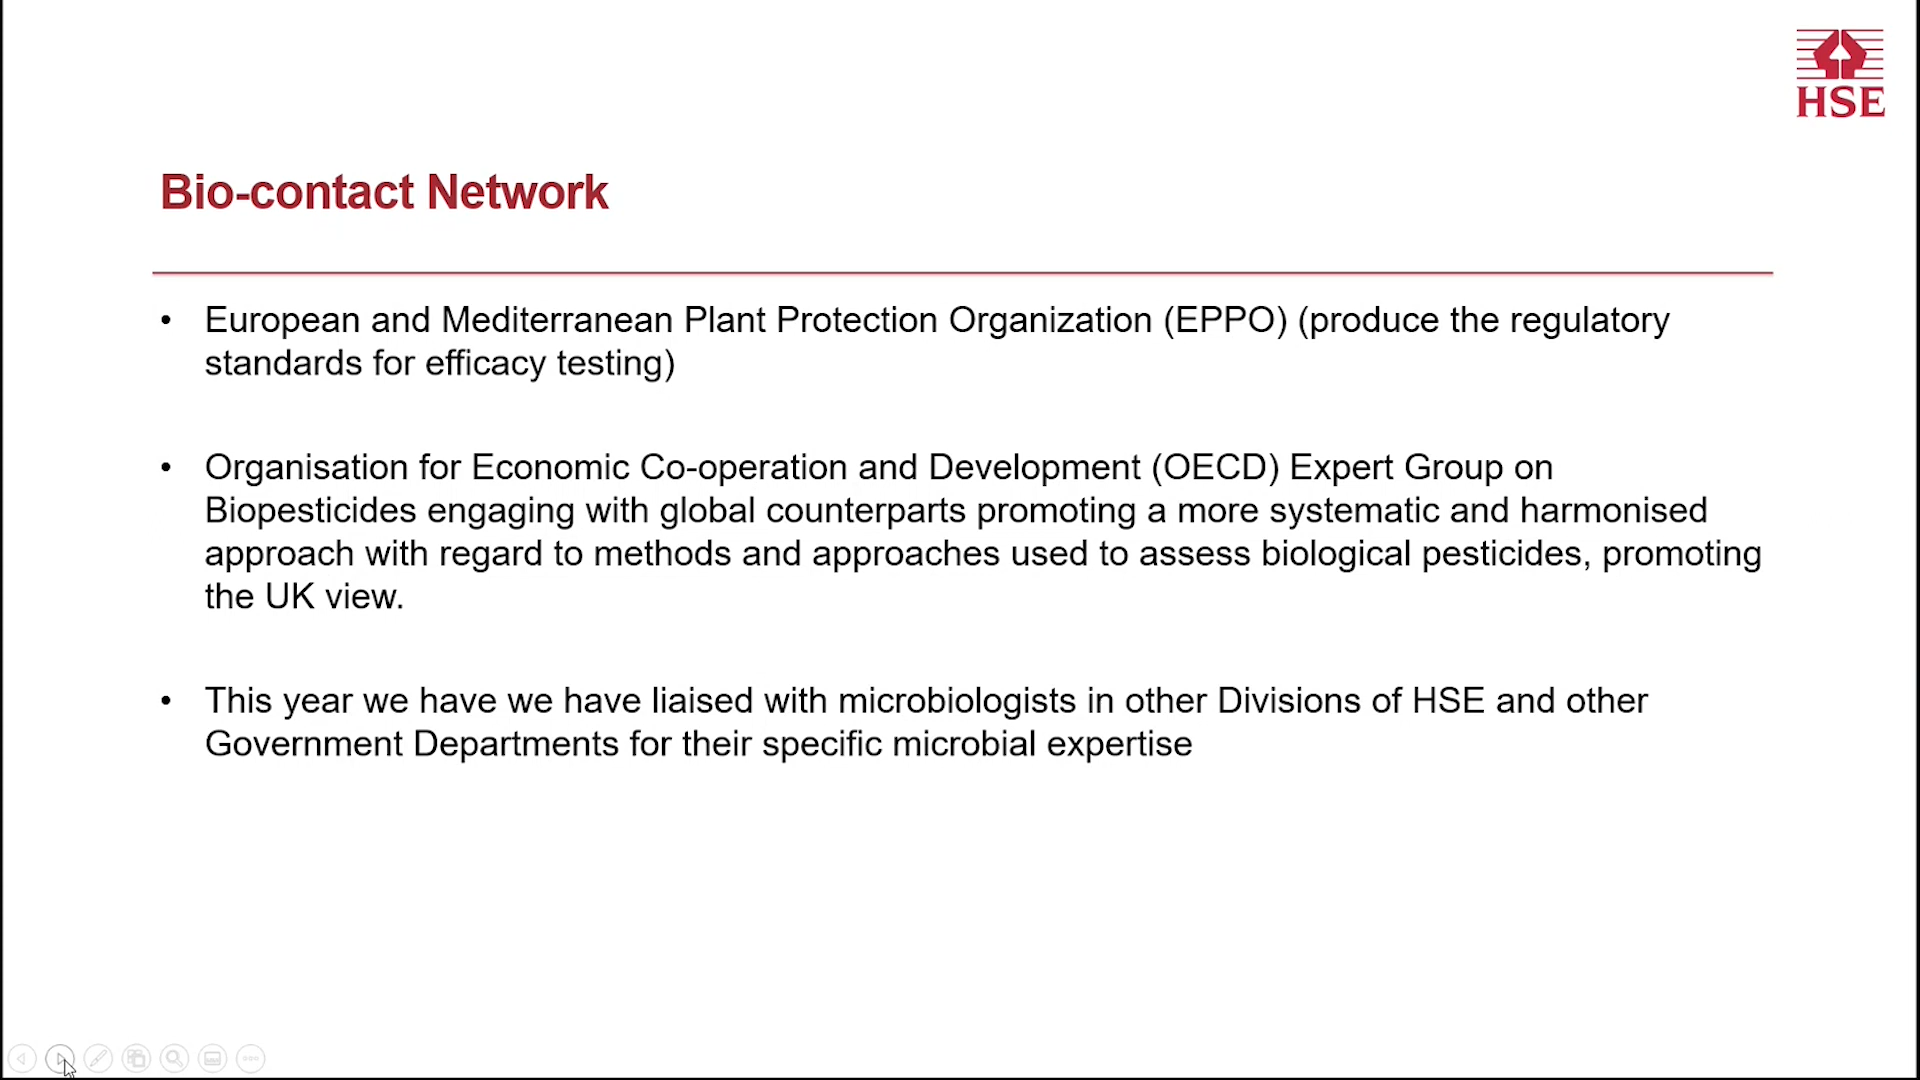 HSE
Bio-contact Network
• European and Mediterranean Plant Protection Organization (EPPO) (produce the regulatory
standards for efficacy testing)
• Organisation for Economic Co-operation and Development (OECD) Expert Group on
Biopesticides engaging with global counterparts promoting a more systematic and harmonised
approach with regard to methods and approaches used to assess biological pesticides, promoting
the UK view.
• This year we have we have liaised with microbiologists in other Divisions of HSE and other
Government Departments for their specific microbial expertise